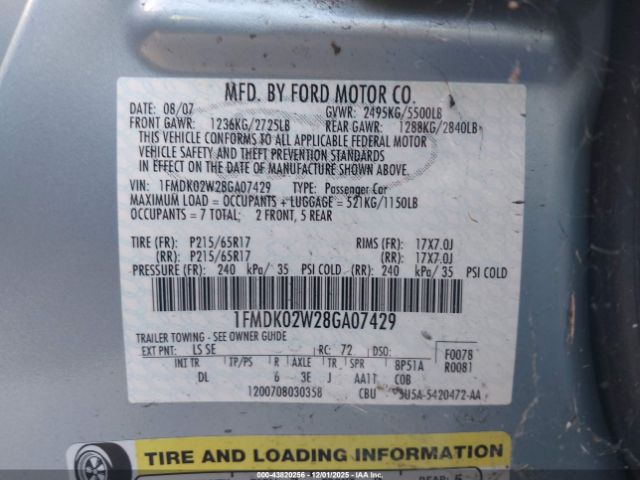 MFD. BY FORD MOTOR CO.
DATE: 08/07 GVWR: 2495KG/5500LB
FRONT GAWR: 1236KG/2725LB REAR GAWR: 1288KG/2840LB
THIS VEHICLE CONFORMS TO ALL APPLICABLE FEDERAL MOTOR
VEHICLE SAFETY AND THEFT PREVENTION STANDARDS
IN EFFECT ON THE DATE OF MANUFACTURE SHOWN ABOVE.
VIN: 1FMDK02W28GA07429 TYPE: Passenger Car
MAXIMUM LOAD = OCCUPANTS + LUGGAGE = 521KG/1150LB
OCCUPANTS = 7 TOTAL: 2 FRONT, 5 REAR
TIRE (F): P215/65R17 RIMS (F): 17X7.0J
(RR): P215/65R17 (RR): 17X7.0J
PRESSURE (F): 240 kPa/ 35 PSI COLD (RR): 240 kPa/ 35 PSI COLD
1FMDK02W28GA07429
TRAILER TOWING - SEE OWNER GUIDE
EXT PNT: LS SE RC: 72 DSO: F0078
INT TR TP/PS R AXLE TR SPR BP51A R0081
DL 6 3E J AA11 COB
1200708030358 CBU 5U5A-5420472-AA
TIRE AND LOADING INFORMATION
000-43820256 - 12/01/2025 - IAAI.COM